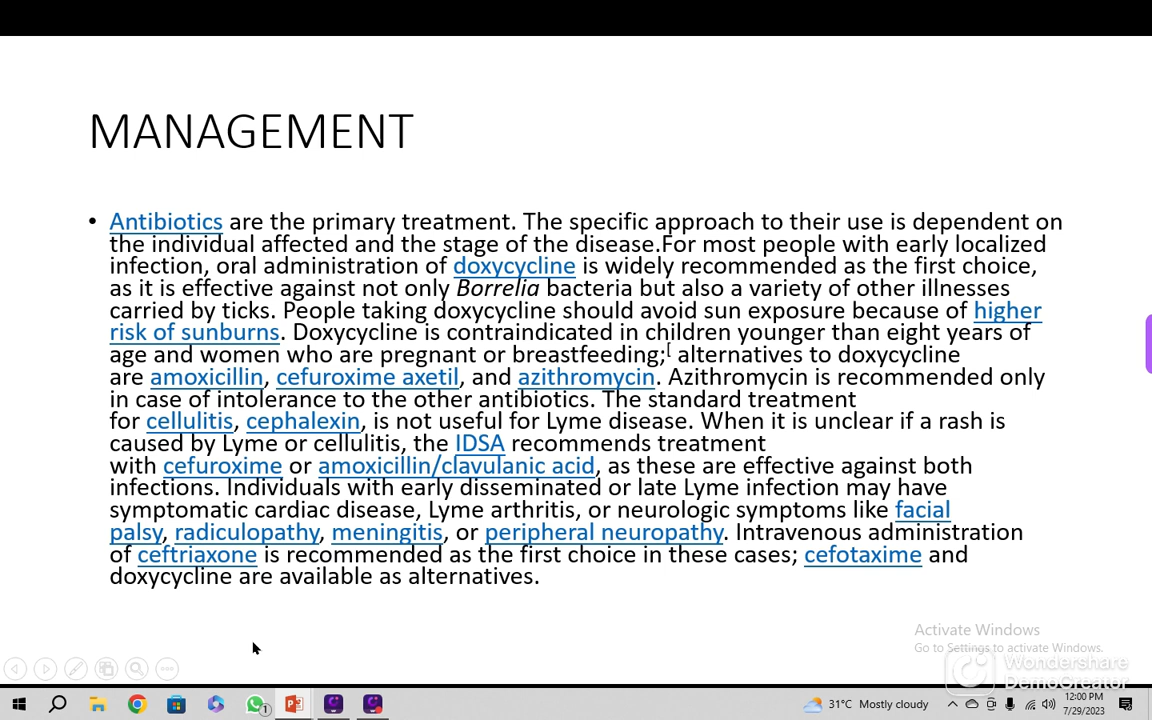 MANAGEMENT
• Antibiotics are the primary treatment. The specific approach to their use is dependent on
the individual affected and the stage of the disease.For most people with early localized
infection, oral administration of doxycycline is widely recommended as the first choice,
as it is effective against not only Borrelia bacteria but also a variety of other illnesses
carried by ticks. People taking doxycycline should avoid sun exposure because of higher
risk of sunburns. Doxycycline is contraindicated in children younger than eight years of
age and women who are pregnant or breastfeeding;[ alternatives to doxycycline
are amoxicillin, cefuroxime axetil, and azithromycin. Azithromycin is recommended only
in case of intolerance to the other antibiotics. The standard treatment
for cellulitis, cephalexin, is not useful for Lyme disease. When it is unclear if a rash is
caused by Lyme or cellulitis, the IDSA recommends treatment
with cefuroxime or amoxicillin/clavulanic acid, as these are effective against both
infections. Individuals with early disseminated or late Lyme infection may have
symptomatic cardiac disease, Lyme arthritis, or neurologic symptoms like facial
palsy, radiculopathy, meningitis, or peripheral neuropathy. Intravenous administration
of ceftriaxone is recommended as the first choice in these cases; cefotaxime and
doxycycline are available as alternatives.
Activate Windows
Go to Settings to activate Windows.
Wondershare
DemoCreator
31°C Mostly cloudy
12:00 PM
7/29/2023
1